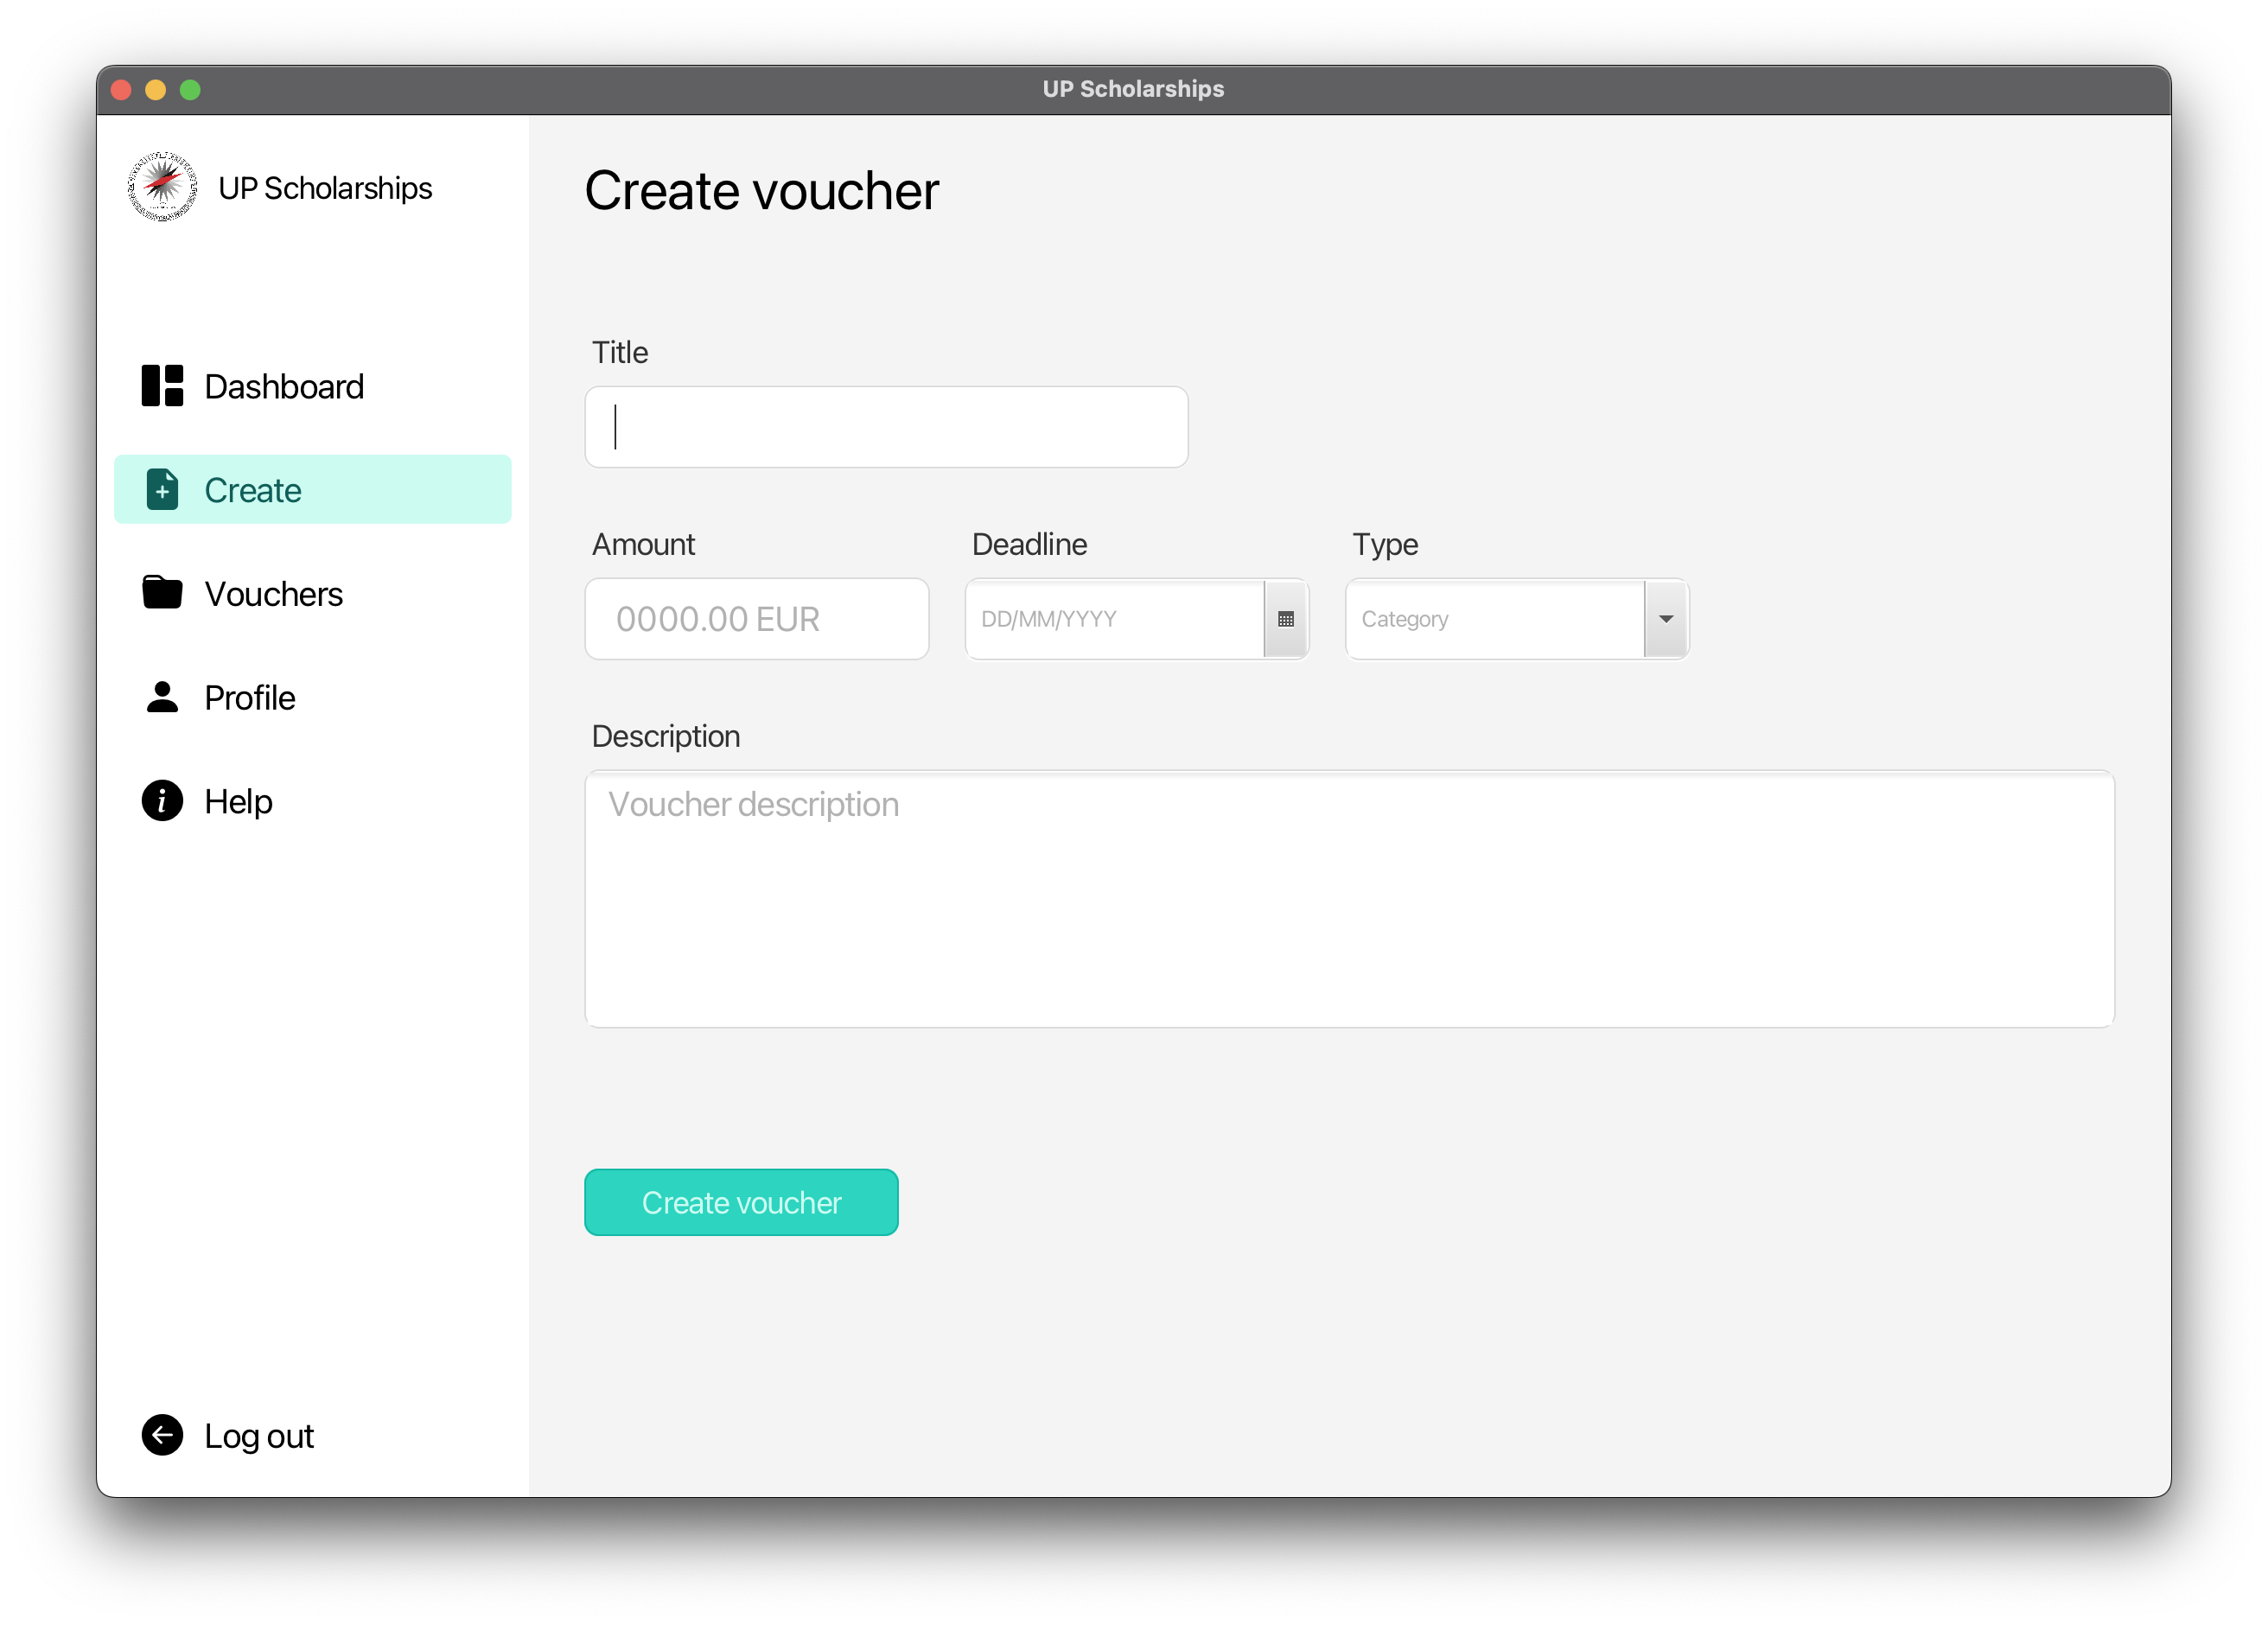 UP Scholarships
UP Scholarships
Dashboard
Create
Vouchers
Profile
Help
Log out
Create voucher
Title
Amount Deadline Type
0000.00 EUR DD/MM/YYYY Category
Description
Voucher description
Create voucher